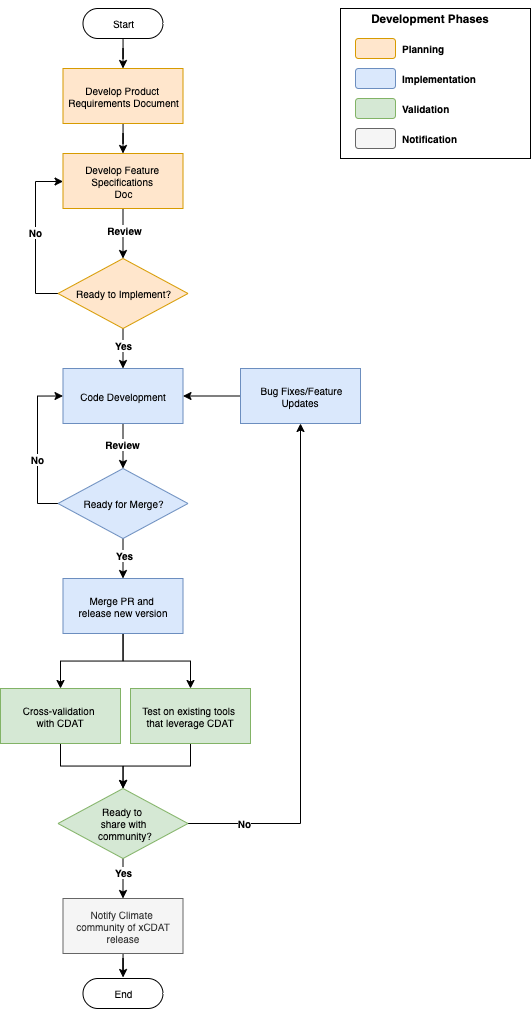 Start
Development Phases
Planning
Implementation
Validation
Notification
Develop Product
Requirements Document
Develop Feature
Specifications
Doc
No
Review
Ready to Implement?
Yes
Code Development
Bug Fixes/Feature
Updates
Review
No
Ready for Merge?
Yes
Merge PR and
release new version
Cross-validation
with CDAT
Test on existing tools
that leverage CDAT
Ready to
share with
community?
No
Yes
Notify Climate
community of xCDAT
release
End